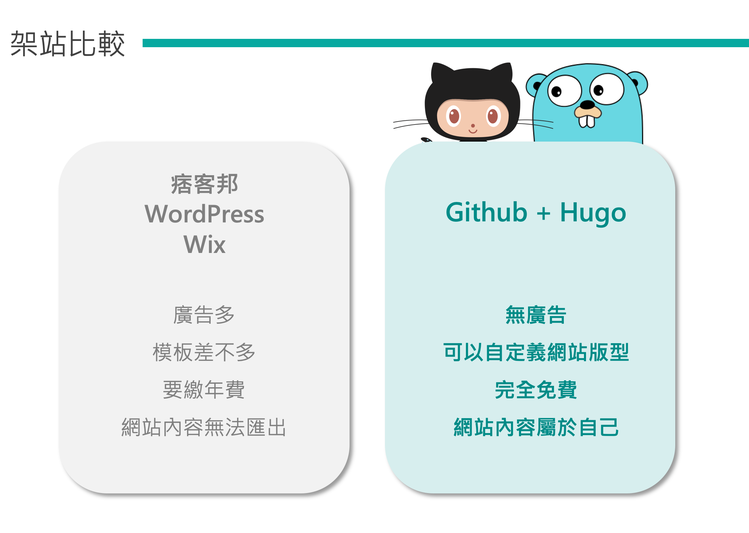 架站比較
痞客邦
WordPress
Wix
廣告多
模板差不多
要繳年費
網站內容無法匯出
Github + Hugo
無廣告
可以自定義網站版型
完全免費
網站內容屬於自己